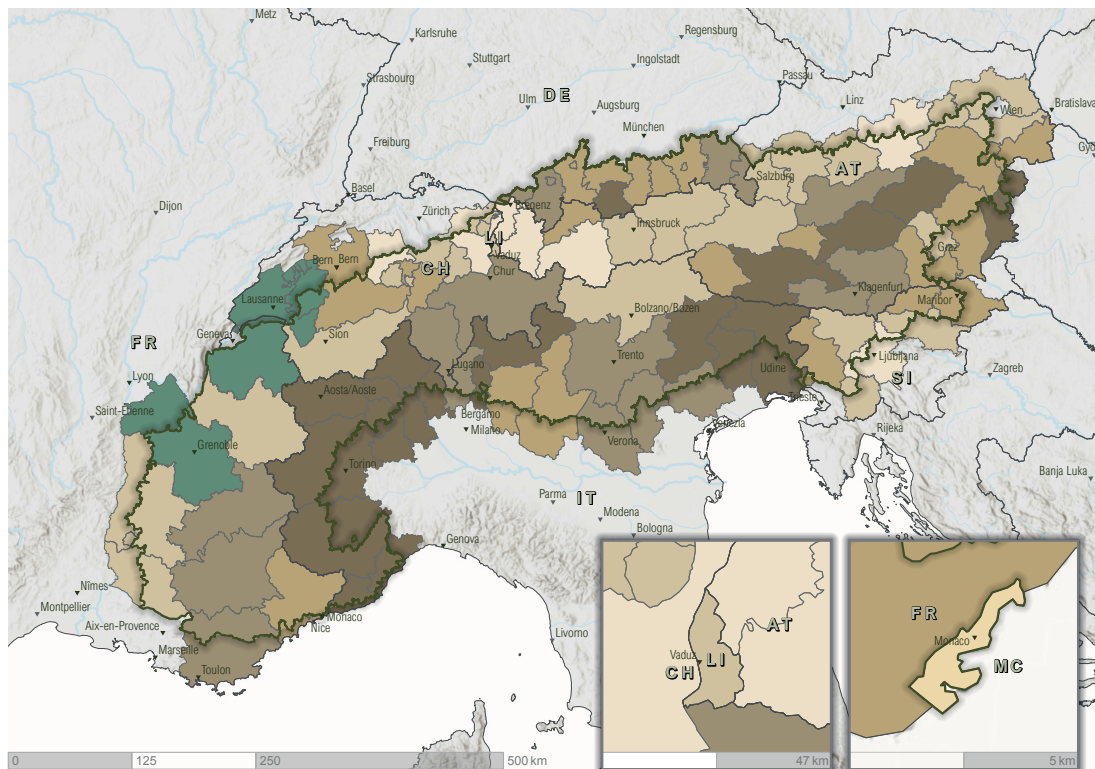 Metz
Karlsruhe
Regensburg
Stuttgart
Ingolstadt
Strasbourg
Passau
DE
Ulm
Augsburg
Linz
Wien
Bratislava
München
Freiburg
Salzburg
AT
Basel
Dijon
Zürich
Bregenz
Innsbruck
LI
Vaduz
Graz
Bern
Bern
CH
Chur
Klagenfurt
Lausanne
Maribor
Bolzano/Bozen
Geneva
Sion
FR
Lugano
Trento
Ljubljana
Zagreb
SI
Lyon
Aosta/Aoste
Udine
Trieste
Saint-Étienne
Bergamo
Milano
Venezia
Rijeka
Grenoble
Verona
Torino
Banja Luka
Parma
IT
Modena
Bologna
Genova
Nîmes
Montpellier
Monaco
Nice
Aix-en-Provence
Livorno
Marseille
Toulon
AT
Vaduz
LI
CH
FR
Monaco
MC
0
125
250
500 km
47 km
5 km